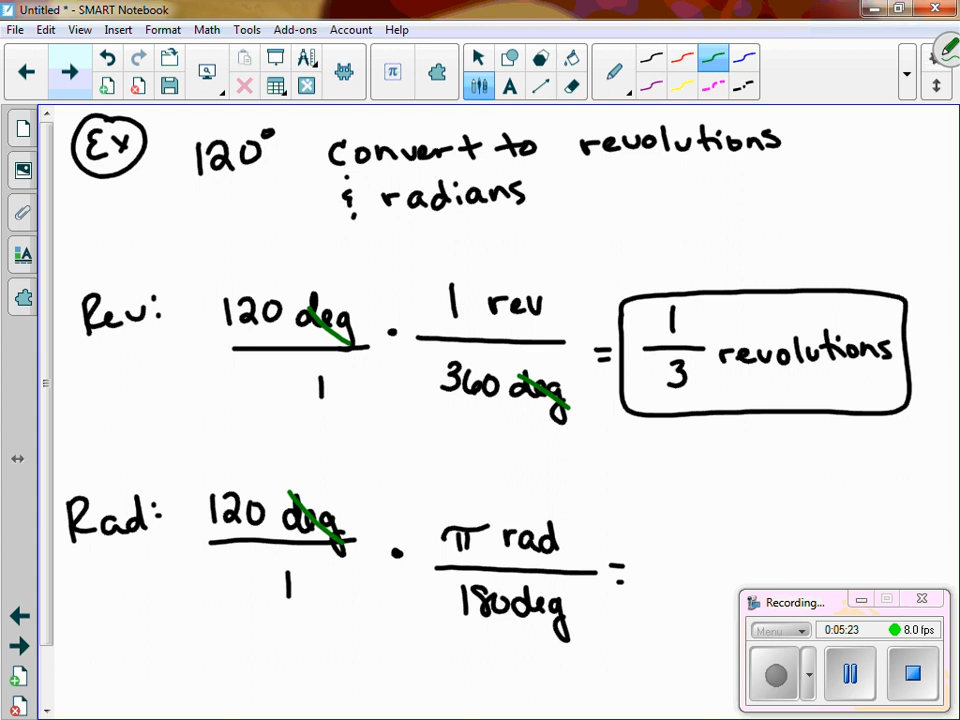 Untitled * - SMART Notebook
File Edit View Insert Format Math Tools Add-ons Account Help
π
A
Ex 120° convert to revolutions
& radians
Rev: 120 deg / 1 · 1 rev / 360 deg = 1/3 revolutions
Rad: 120 deg / 1 · π rad / 180 deg =
Recording...
Menu 0:05:23 8.0 fps